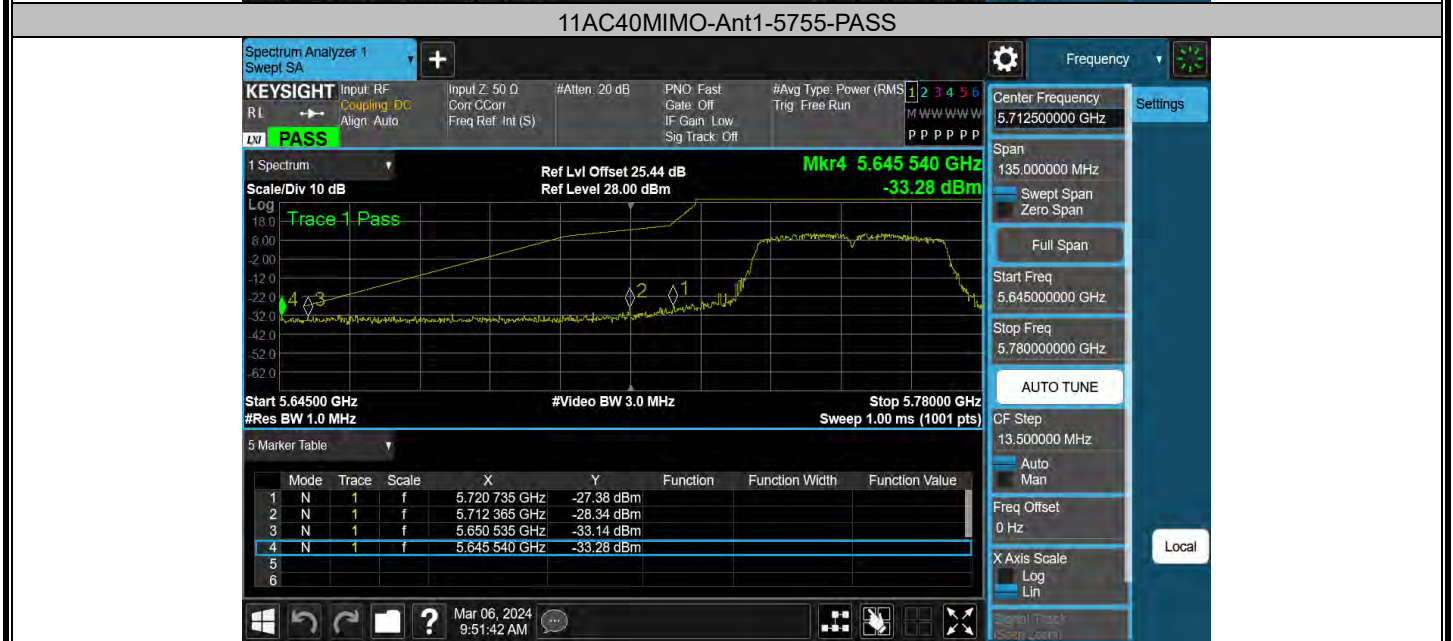 11AC40MIMO-Ant1-5755-PASS
Spectrum Analyzer 1
Swept SA
+
Frequency
KEYSIGHT
RL
LXI PASS
Input: RF
Coupling: DC
Align: Auto
Input Z: 50 Ω
Corr CCorr
Freq Ref: Int (S)
#Atten: 20 dB
PNO: Fast
Gate: Off
IF Gain: Low
Sig Track: Off
#Avg Type: Power (RMS
Trig: Free Run
1 2 3 4 5 6
M W W W W W
P P P P P P
1 Spectrum
Scale/Div 10 dB
Ref Lvl Offset 25.44 dB
Ref Level 28.00 dBm
Mkr4 5.645 540 GHz
-33.28 dBm
Log
Trace 1 Pass
18.0
8.00
-2.00
-12.0
-22.0
-32.0
-42.0
-52.0
-62.0
4 3 2 1
Start 5.64500 GHz
#Video BW 3.0 MHz
Stop 5.78000 GHz
#Res BW 1.0 MHz
Sweep 1.00 ms (1001 pts)
5 Marker Table
Mode Trace Scale X Y Function Function Width Function Value
1 N 1 f 5.720 735 GHz -27.38 dBm
2 N 1 f 5.712 365 GHz -28.34 dBm
3 N 1 f 5.650 535 GHz -33.14 dBm
4 N 1 f 5.645 540 GHz -33.28 dBm
5
6
?
Mar 06, 2024
9:51:42 AM
Center Frequency
5.712500000 GHz
Span
135.000000 MHz
Swept Span
Zero Span
Full Span
Start Freq
5.645000000 GHz
Stop Freq
5.780000000 GHz
AUTO TUNE
CF Step
13.500000 MHz
Auto
Man
Freq Offset
0 Hz
X Axis Scale
Log
Lin
Signal Track
(Span Zoom)
Settings
Local